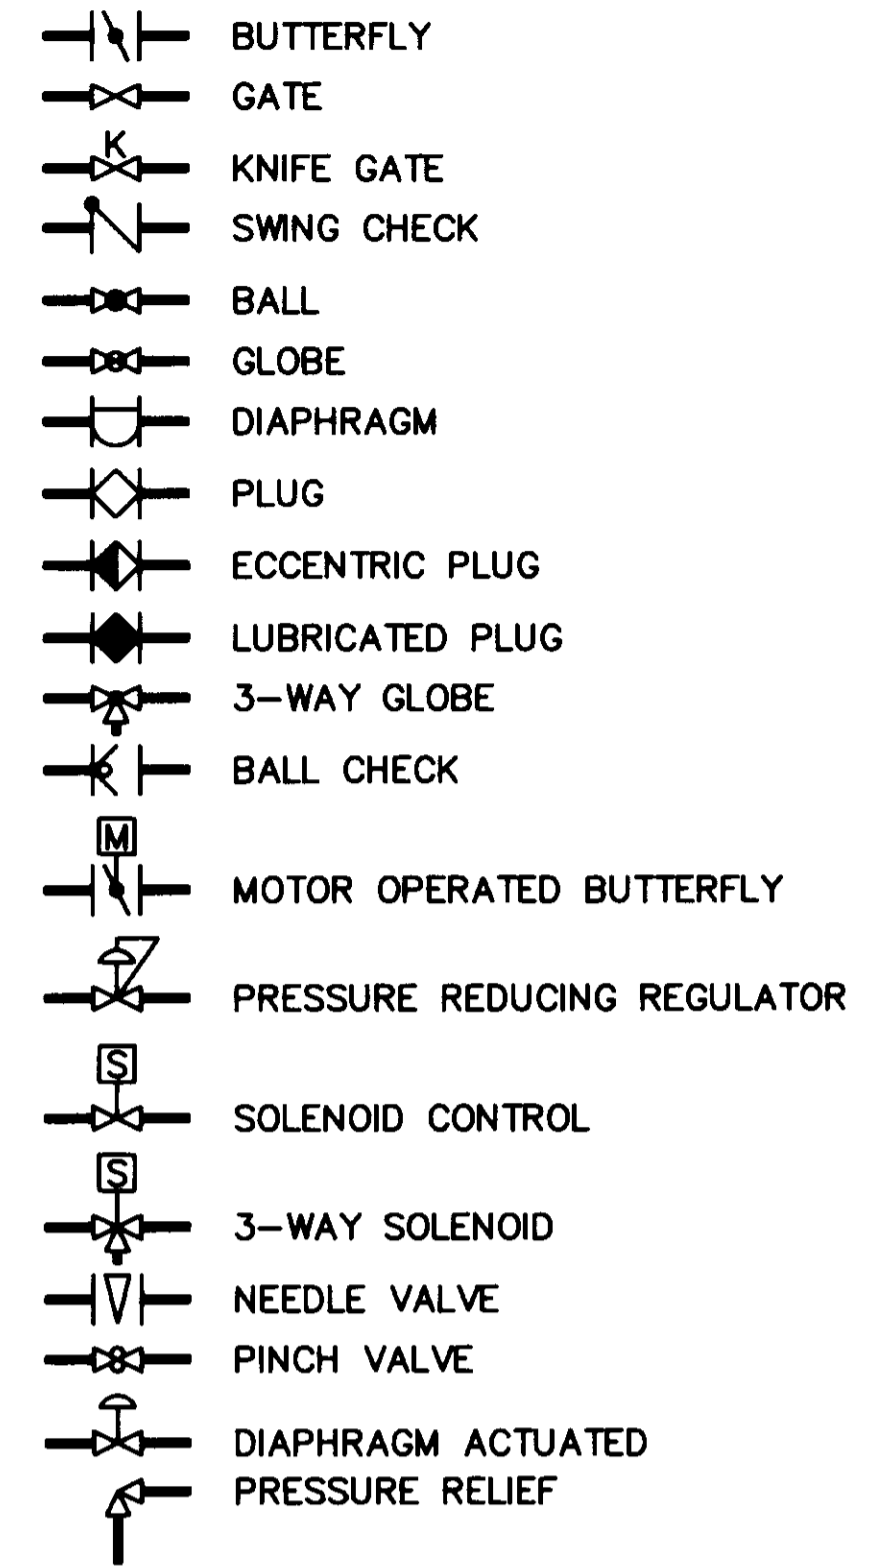 BUTTERFLY
GATE
K
KNIFE GATE
SWING CHECK
BALL
GLOBE
DIAPHRAGM
PLUG
ECCENTRIC PLUG
LUBRICATED PLUG
3-WAY GLOBE
BALL CHECK
M
MOTOR OPERATED BUTTERFLY
PRESSURE REDUCING REGULATOR
S
SOLENOID CONTROL
S
3-WAY SOLENOID
NEEDLE VALVE
PINCH VALVE
DIAPHRAGM ACTUATED
PRESSURE RELIEF